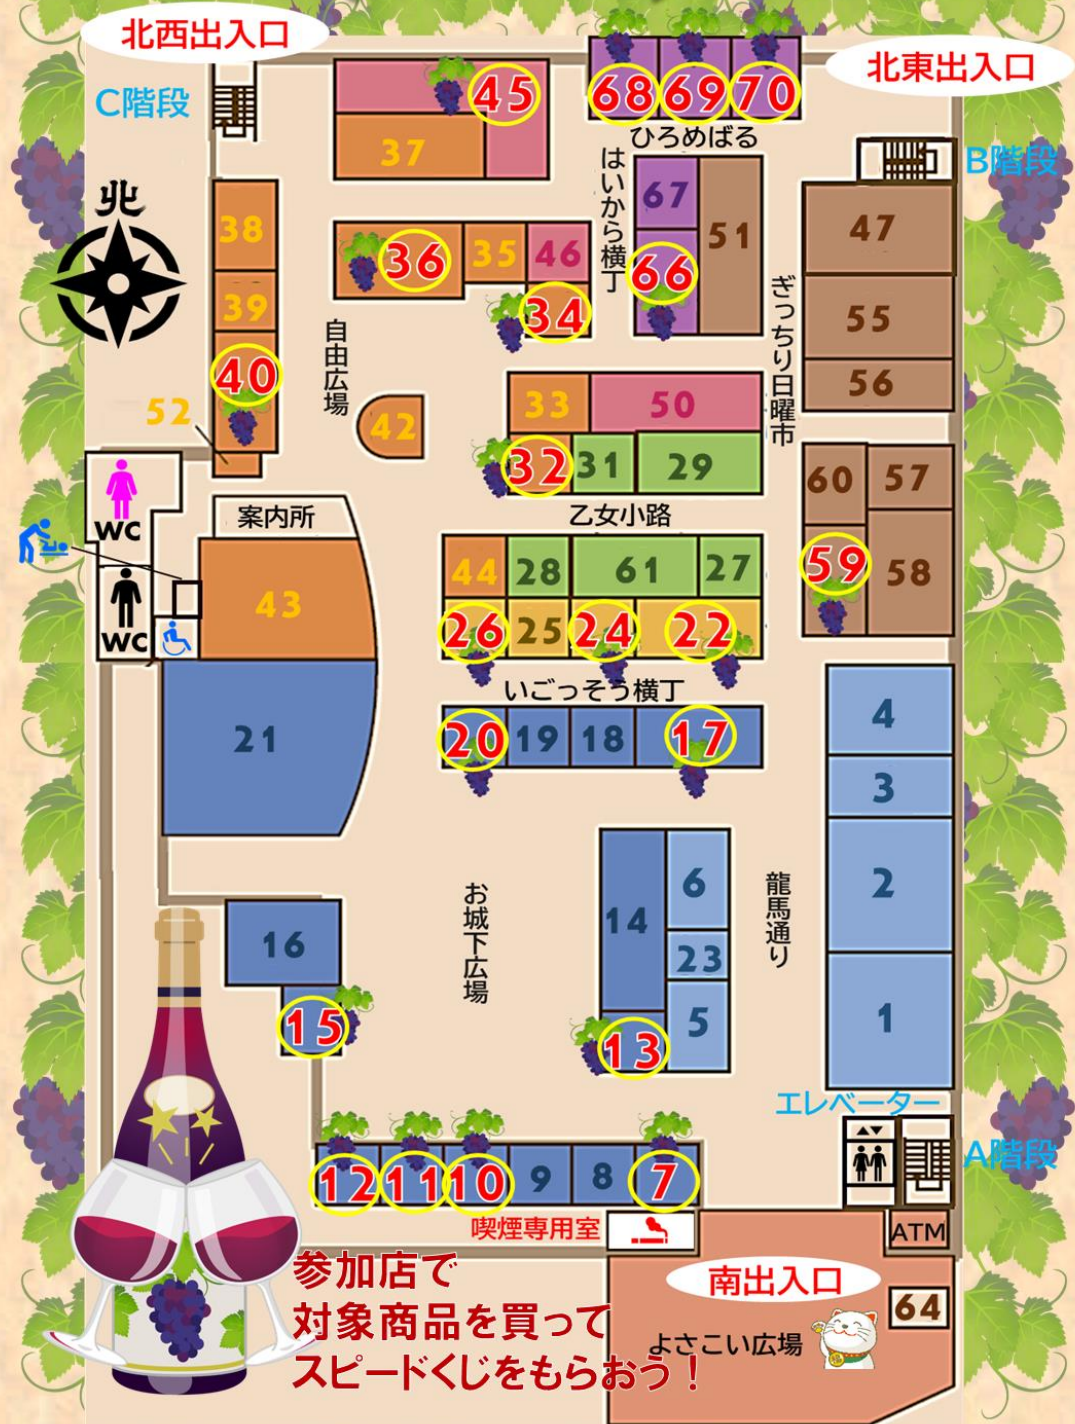 北西出入口
北東出入口
C階段
B階段
北
45
37
68
69
70
ひろめばる
はいから横丁
67
66
51
47
55
56
ぎっちり日曜市
38
39
40
52
36
35
46
34
自由広場
42
33
50
32
31
29
乙女小路
60
57
59
58
WC
WC
案内所
43
44
28
61
27
26
25
24
22
いごっそう横丁
20
19
18
17
21
4
3
2
1
16
15
お城下広場
14
6
23
5
13
龍馬通り
エレベーター
A階段
12
11
10
9
8
7
喫煙専用室
ATM
南出入口
64
よさこい広場
参加店で
対象商品を買って
スピードくじをもらおう！